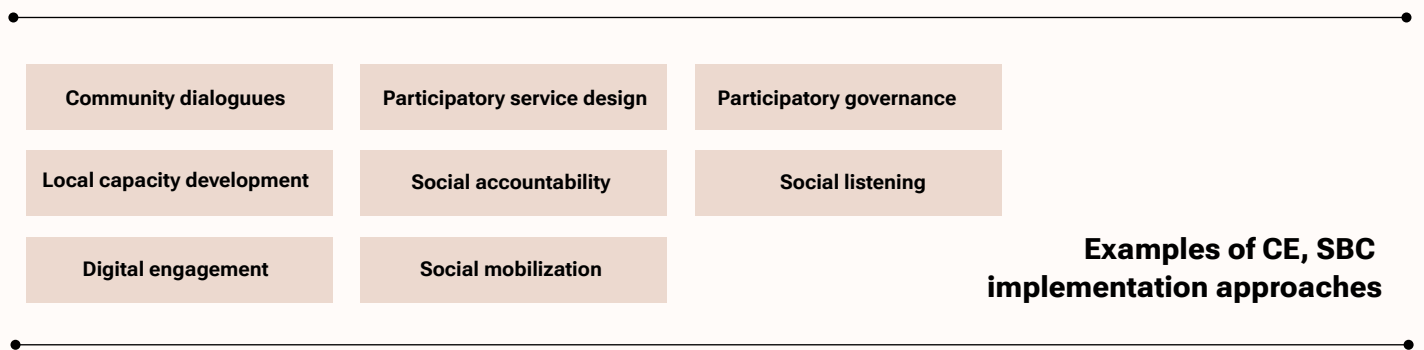 Community dialoguues
Participatory service design
Participatory governance
Local capacity development
Social accountability
Social listening
Digital engagement
Social mobilization
Examples of CE, SBC
implementation approaches